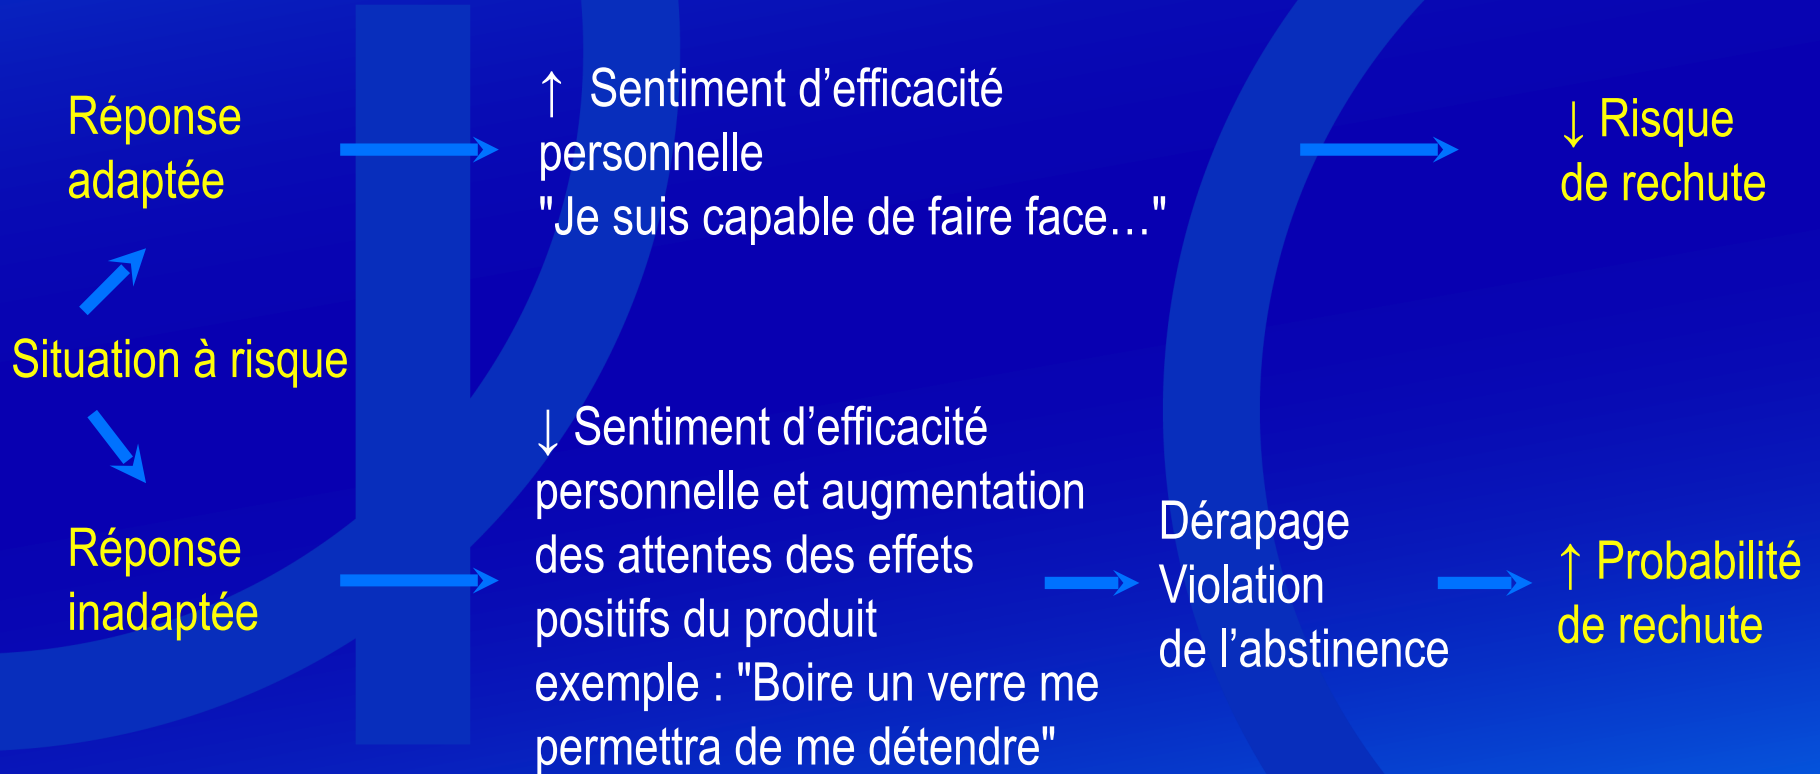 Réponse
adaptée
↑ Sentiment d’efficacité
personnelle
"Je suis capable de faire face…"
↓ Risque
de rechute
Situation à risque
Réponse
inadaptée
↓ Sentiment d’efficacité
personnelle et augmentation
des attentes des effets
positifs du produit
exemple : "Boire un verre me
permettra de me détendre"
Dérapage
Violation
de l’abstinence
↑ Probabilité
de rechute